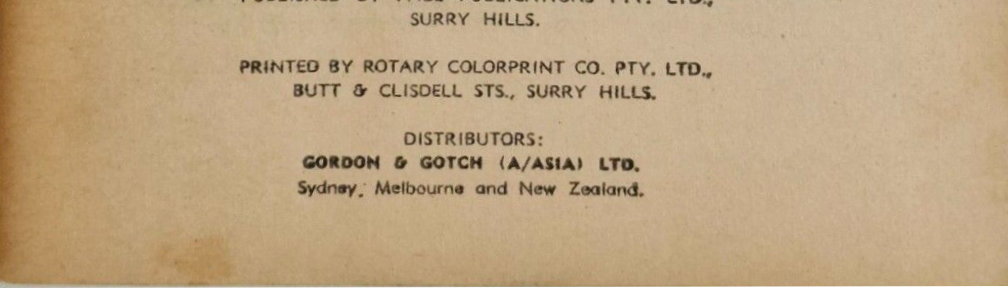 SURRY HILLS.
PRINTED BY ROTARY COLORPRINT CO. PTY. LTD.,
BUTT & CLISDELL STS., SURRY HILLS.
DISTRIBUTORS:
GORDON & GOTCH (A/ASIA) LTD.
Sydney, Melbourne and New Zealand.